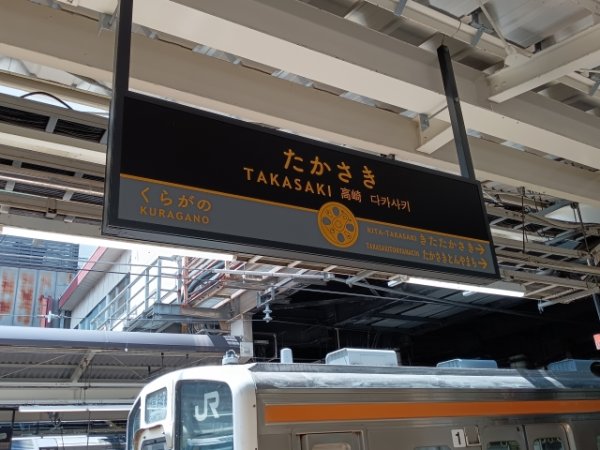 たかさき
TAKASAKI 高崎 다카사키
くらがの
KURAGANO
KITA-TAKASAKI きたたかさき→
TAKASAKITONYAMACHI たかさきとんやまち→
JR
1